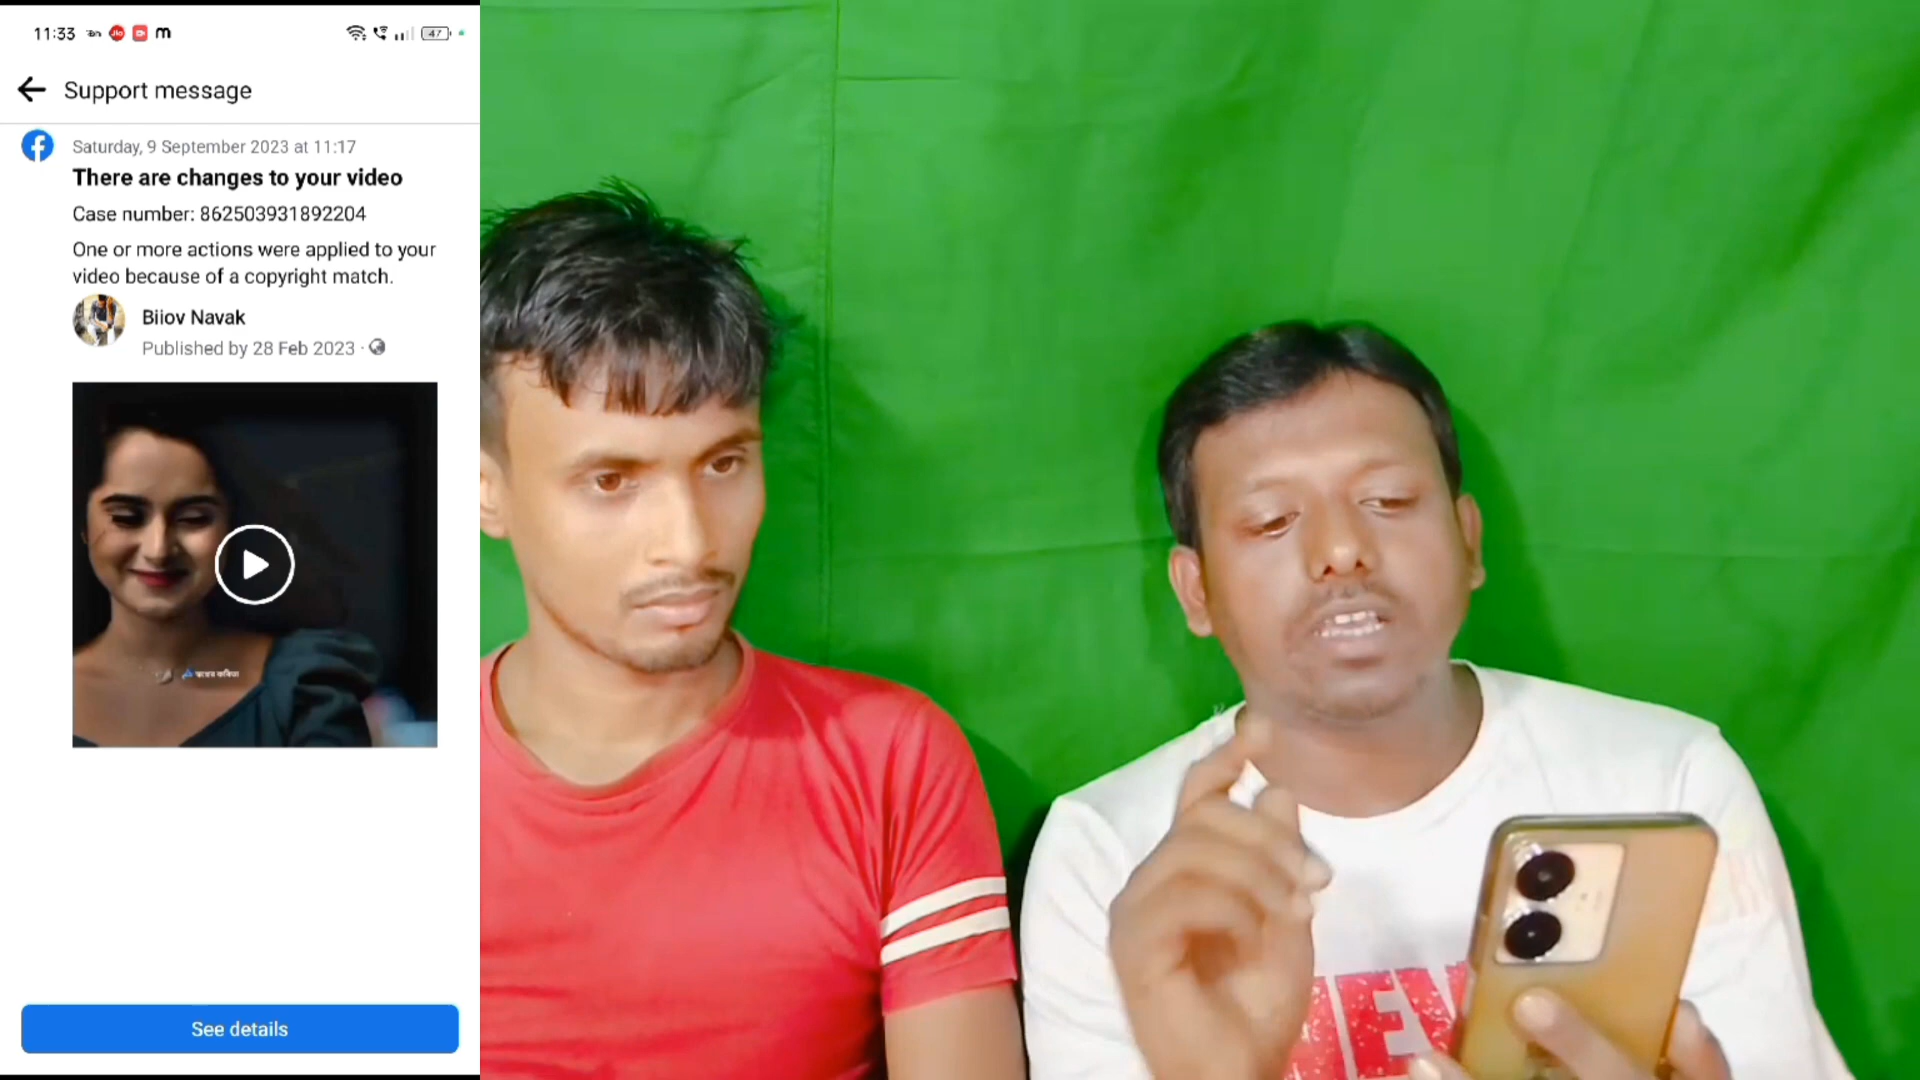 11:33
47
Support message
Saturday, 9 September 2023 at 11:17
There are changes to your video
Case number: 862503931892204
One or more actions were applied to your
video because of a copyright match.
Biiov Navak
Published by 28 Feb 2023 ·
See details